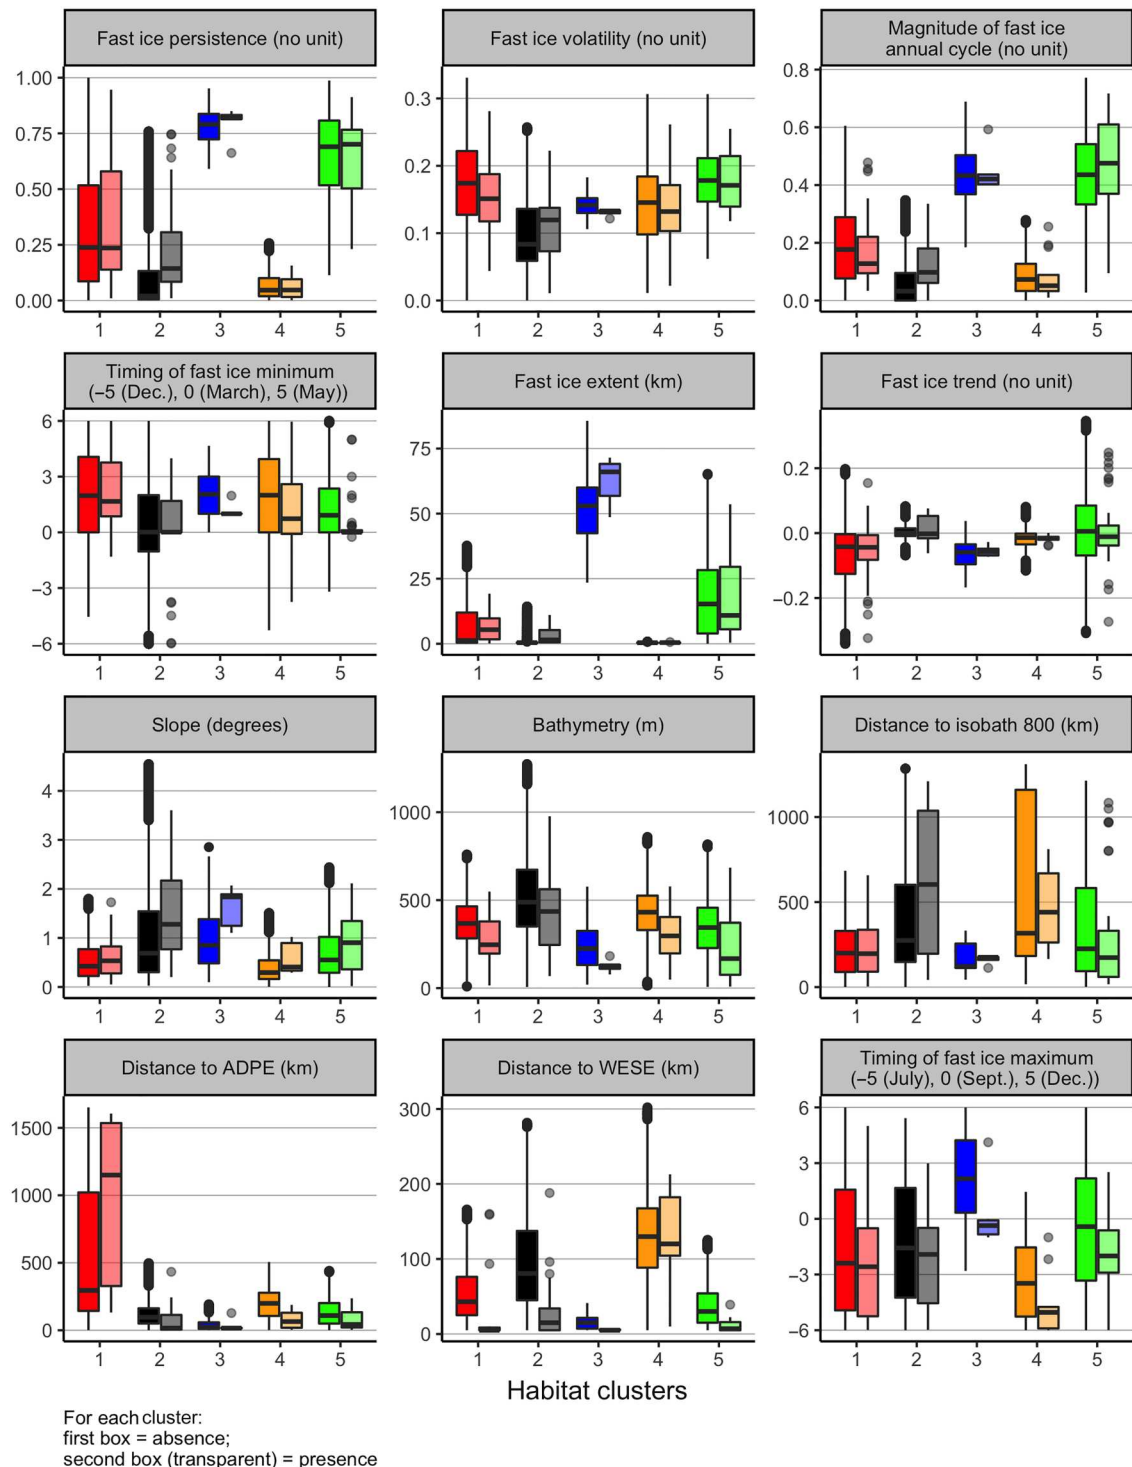 Fast ice persistence (no unit)
Fast ice volatility (no unit)
Magnitude of fast ice
annual cycle (no unit)
1.00
0.75
0.50
0.25
0.00
1 2 3 4 5
0.3
0.2
0.1
0.0
1 2 3 4 5
0.8
0.6
0.4
0.2
0.0
1 2 3 4 5
Timing of fast ice minimum
(−5 (Dec.), 0 (March), 5 (May))
Fast ice extent (km)
Fast ice trend (no unit)
6
3
0
−3
−6
1 2 3 4 5
75
50
25
0
1 2 3 4 5
0.2
0.0
−0.2
1 2 3 4 5
Slope (degrees)
Bathymetry (m)
Distance to isobath 800 (km)
4
3
2
1
0
1 2 3 4 5
1000
500
0
1 2 3 4 5
1000
500
0
1 2 3 4 5
Distance to ADPE (km)
Distance to WESE (km)
Timing of fast ice maximum
(−5 (July), 0 (Sept.), 5 (Dec.))
1500
1000
500
0
1 2 3 4 5
300
200
100
0
1 2 3 4 5
6
3
0
−3
−6
1 2 3 4 5
Habitat clusters
For each cluster:
first box = absence;
second box (transparent) = presence